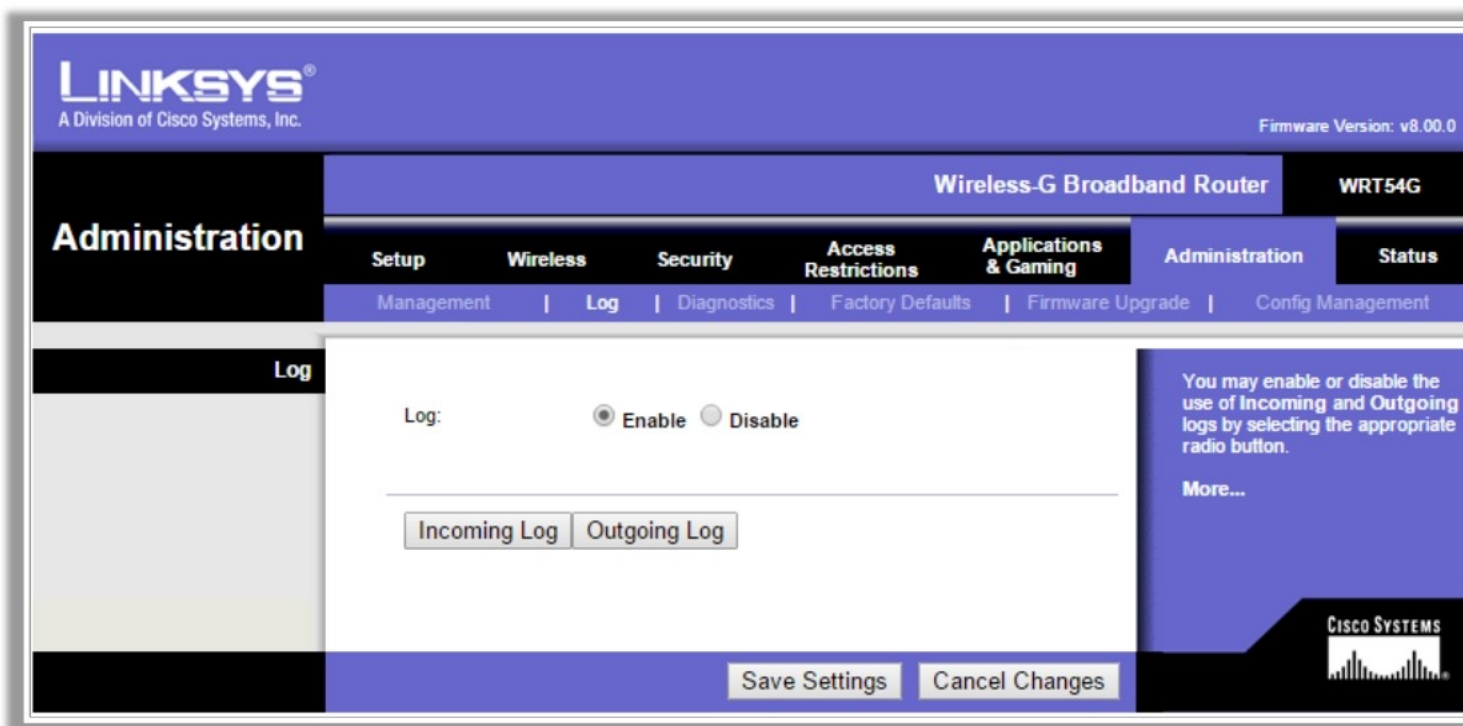 LINKSYS®
A Division of Cisco Systems, Inc.
Firmware Version: v8.00.0
Wireless-G Broadband Router
WRT54G
Administration
Setup
Wireless
Security
Access
Restrictions
Applications
& Gaming
Administration
Status
Management | Log | Diagnostics | Factory Defaults | Firmware Upgrade | Config Management
Log
Log: Enable Disable
You may enable or disable the
use of Incoming and Outgoing
logs by selecting the appropriate
radio button.
More...
Incoming Log Outgoing Log
CISCO SYSTEMS
Save Settings Cancel Changes